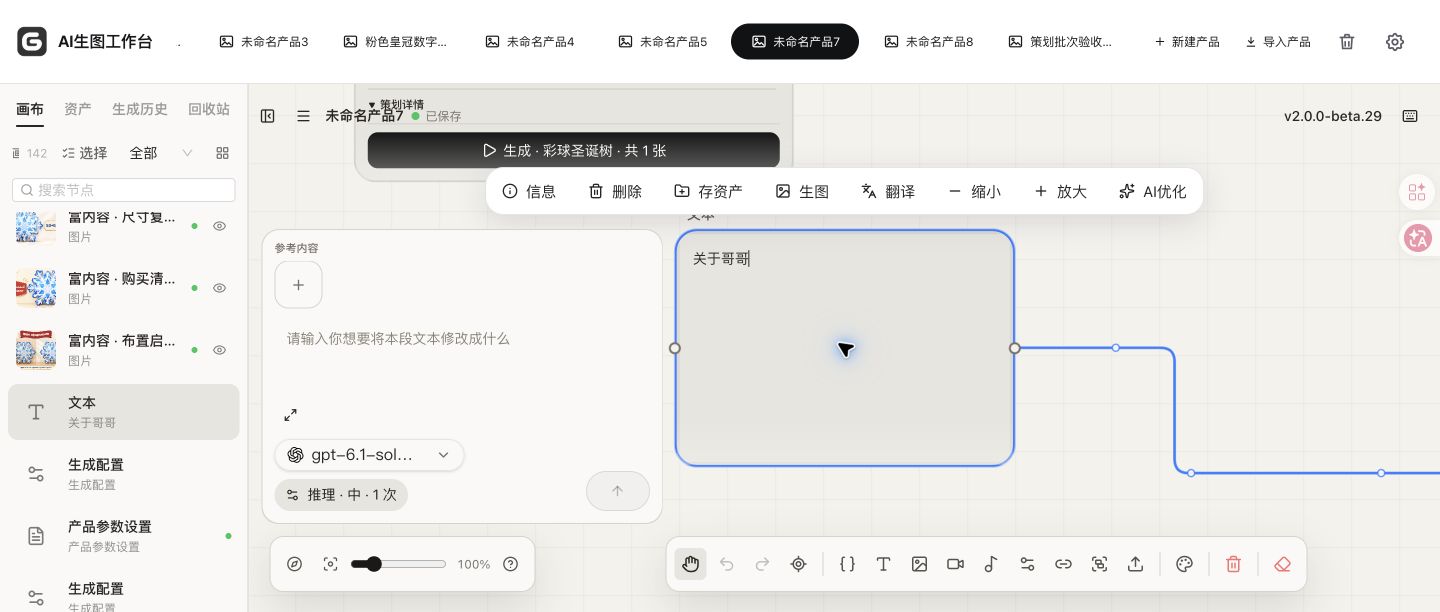 AI生图工作台
.
未命名产品3
粉色皇冠数字...
未命名产品4
未命名产品5
未命名产品7
未命名产品8
策划批次验收...
新建产品
导入产品
画布
资产
生成历史
回收站
142
选择
全部
搜索节点
富内容 · 尺寸复...
图片
富内容 · 购买清...
图片
富内容 · 布置启...
图片
文本
关于哥哥
生成配置
生成配置
产品参数设置
产品参数设置
生成配置
生成配置
策划详情
未命名产品7
已保存
v2.0.0-beta.29
生成 · 彩球圣诞树 · 共 1 张
信息
删除
存资产
生图
翻译
缩小
放大
AI优化
文本
参考内容
关于哥哥
请输入你想要将本段文本修改成什么
gpt-6.1-sol...
推理 · 中 · 1 次
100%